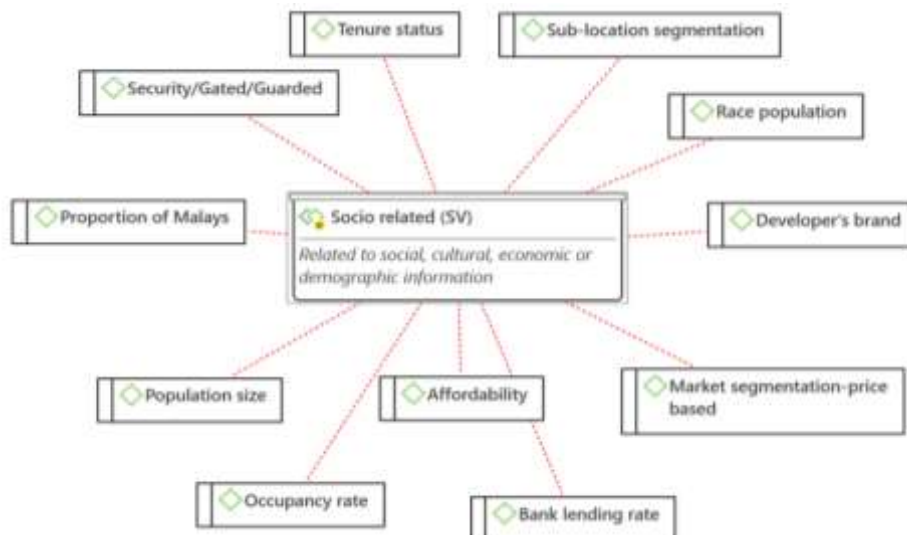 Tenure status
Sub-location segmentation
Security/Gated/Guarded
Race population
Proportion of Malays
Socio related (SV)
Developer's brand
Related to social, cultural, economic or
demographic information
Population size
Affordability
Market segmentation-price
based
Occupancy rate
Bank lending rate